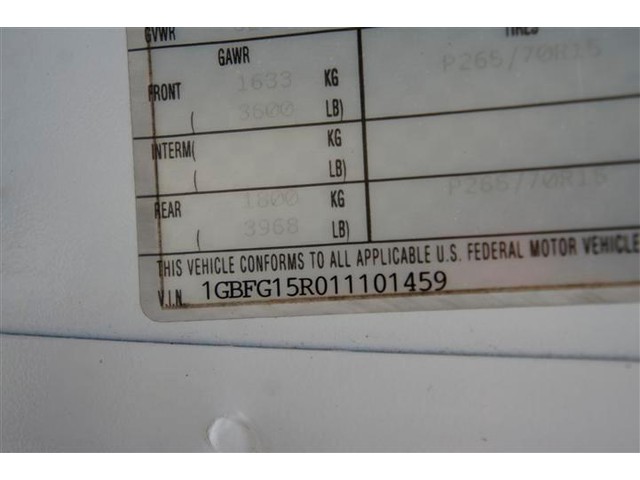 GVWR
TIRES
GAWR
FRONT 1633 KG P265/70R15
( 3600 LB)
INTERM( KG
( LB)
REAR 1800 KG P265/70R15
( 3968 LB)
THIS VEHICLE CONFORMS TO ALL APPLICABLE U.S. FEDERAL MOTOR VEHICLE
V.I.N. 1GBFG15R011101459